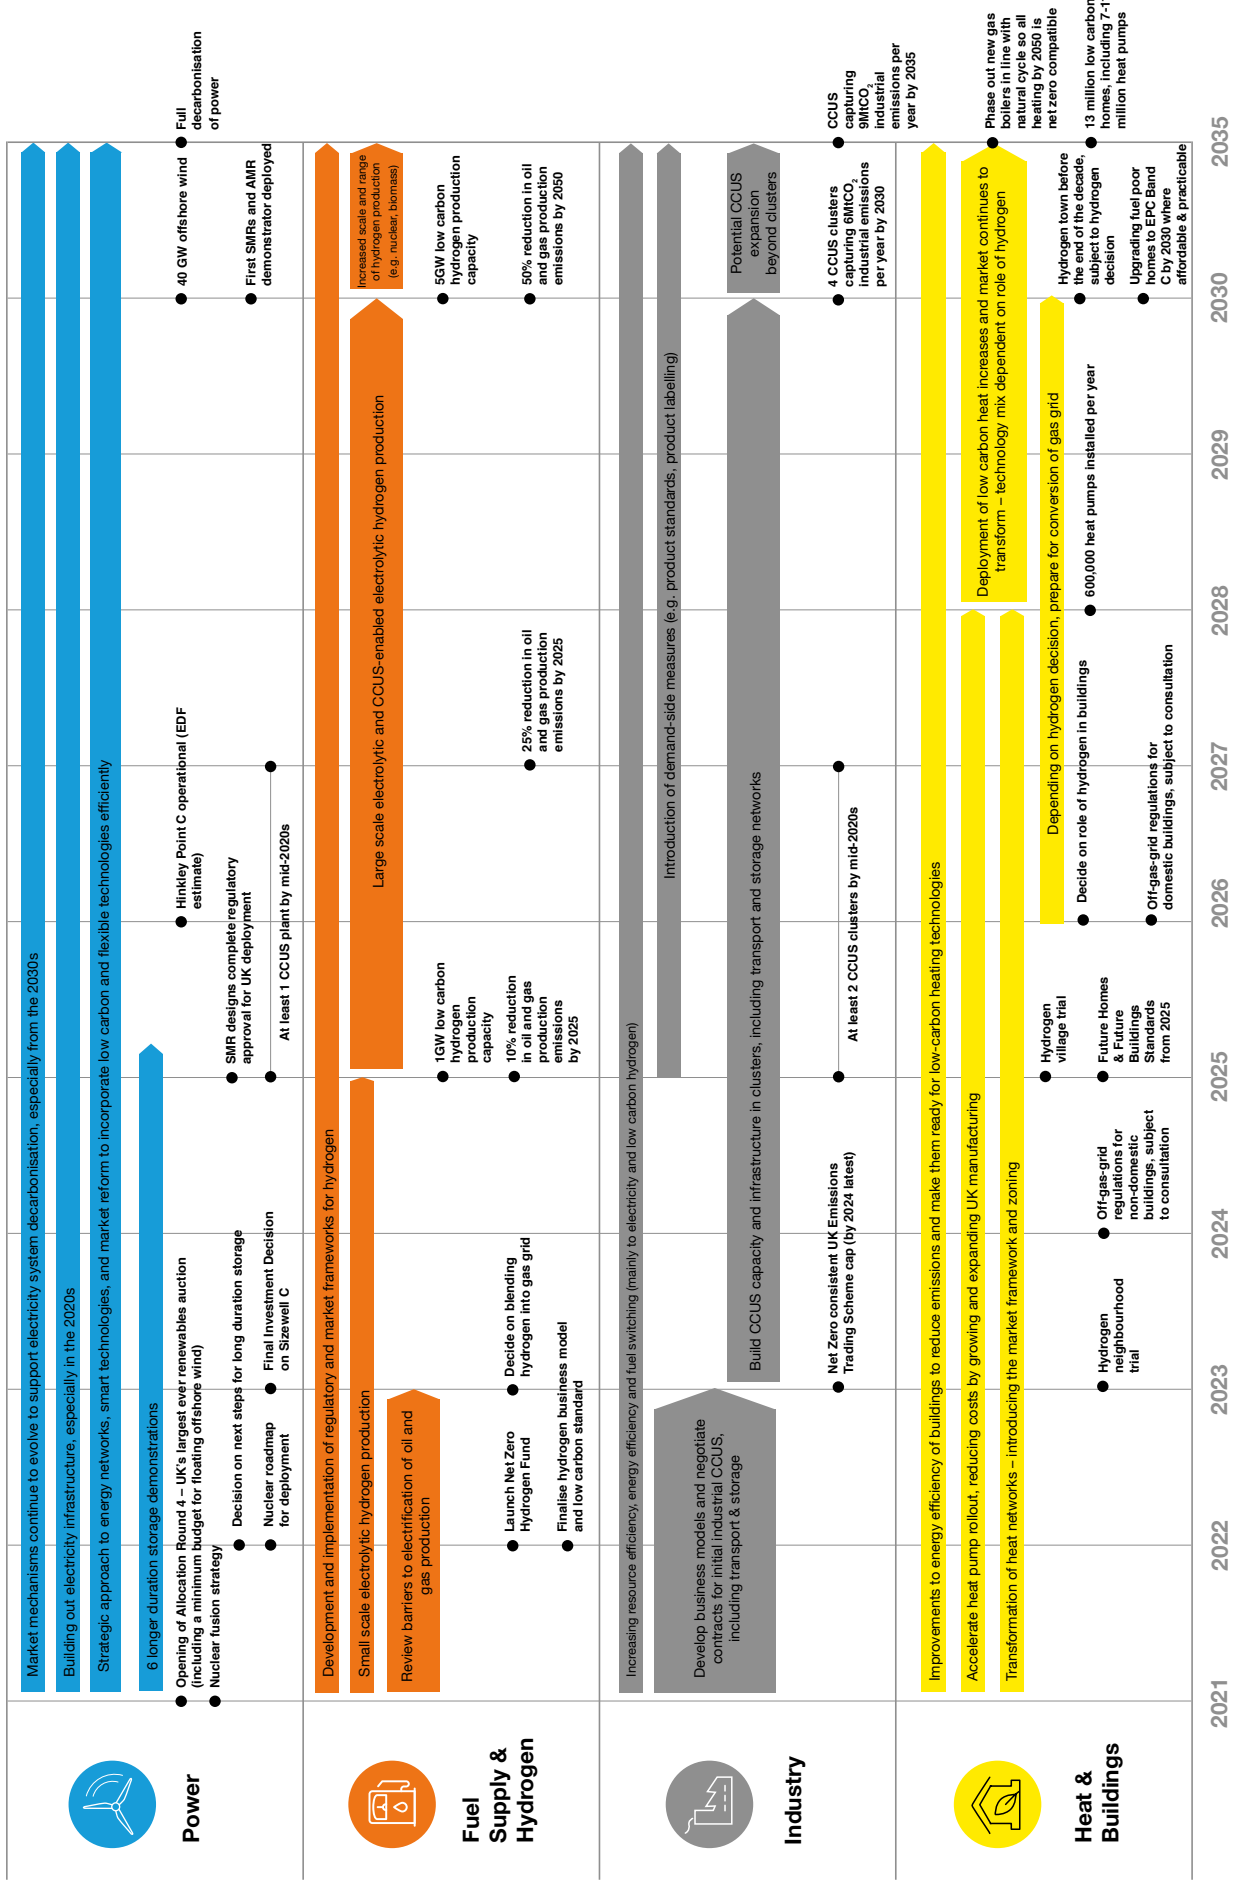 Power
Market mechanisms continue to evolve to support electricity system decarbonisation, especially from the 2030s
Building out electricity infrastructure, especially in the 2020s
Strategic approach to energy networks, smart technologies, and market reform to incorporate low carbon and flexible technologies efficiently
6 longer duration storage demonstrations
Opening of Allocation Round 4 – UK's largest ever renewables auction
(including a minimum budget for floating offshore wind)
Nuclear fusion strategy
Decision on next steps for long duration storage
Nuclear roadmap
for deployment
Final Investment Decision
on Sizewell C
SMR designs complete regulatory
approval for UK deployment
At least 1 CCUS plant by mid-2020s
Hinkley Point C operational (EDF
estimate)
40 GW offshore wind
First SMRs and AMR
demonstrator deployed
Full
decarbonisation
of power
Fuel
Supply &
Hydrogen
Development and implementation of regulatory and market frameworks for hydrogen
Small scale electrolytic hydrogen production
Large scale electrolytic and CCUS-enabled electrolytic hydrogen production
Increased scale and range
of hydrogen production
(e.g. nuclear, biomass)
Review barriers to electrification of oil and
gas production
Launch Net Zero
Hydrogen Fund
Finalise hydrogen business model
and low carbon standard
Decide on blending
hydrogen into gas grid
1GW low carbon
hydrogen
production
capacity
10% reduction
in oil and gas
production
emissions
by 2025
25% reduction in oil
and gas production
emissions by 2025
5GW low carbon
hydrogen production
capacity
50% reduction in oil
and gas production
emissions by 2050
Industry
Increasing resource efficiency, energy efficiency and fuel switching (mainly to electricity and low carbon hydrogen)
Introduction of demand-side measures (e.g. product standards, product labelling)
Develop business models and negotiate
contracts for initial industrial CCUS,
including transport & storage
Build CCUS capacity and infrastructure in clusters, including transport and storage networks
Potential CCUS
expansion
beyond clusters
Net Zero consistent UK Emissions
Trading Scheme cap (by 2024 latest)
At least 2 CCUS clusters by mid-2020s
4 CCUS clusters
capturing 6MtCO2
industrial emissions
per year by 2030
CCUS
capturing
9MtCO2
industrial
emissions per
year by 2035
Heat &
Buildings
Improvements to energy efficiency of buildings to reduce emissions and make them ready for low-carbon heating technologies
Accelerate heat pump rollout, reducing costs by growing and expanding UK manufacturing
Transformation of heat networks – introducing the market framework and zoning
Deployment of low carbon heat increases and market continues to
transform – technology mix dependent on role of hydrogen
Depending on hydrogen decision, prepare for conversion of gas grid
Hydrogen
neighbourhood
trial
Off-gas-grid
regulations for
non-domestic
buildings, subject
to consultation
Hydrogen
village trial
Future Homes
& Future
Buildings
Standards
from 2025
Decide on role of hydrogen in buildings
Off-gas-grid regulations for
domestic buildings, subject to consultation
600,000 heat pumps installed per year
Hydrogen town before
the end of the decade,
subject to hydrogen
decision
Upgrading fuel poor
homes to EPC Band
C by 2030 where
affordable & practicable
Phase out new gas
boilers in line with
natural cycle so all
heating by 2050 is
net zero compatible
13 million low carbon
homes, including 7-
million heat pumps
2021
2022
2023
2024
2025
2026
2027
2028
2029
2030
2035